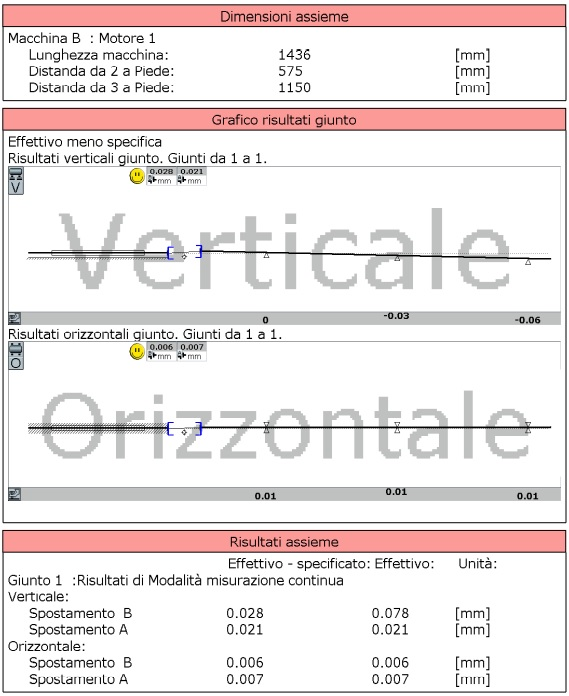 Dimensioni assieme
Macchina B : Motore 1
Lunghezza macchina: 1436 [mm]
Distanda da 2 a Piede: 575 [mm]
Distanda da 3 a Piede: 1150 [mm]
Grafico risultati giunto
Effettivo meno specifica
Risultati verticali giunto. Giunti da 1 a 1.
V
0.028 0.021
mm mm
Verticale
0 -0.03 -0.06
Risultati orizzontali giunto. Giunti da 1 a 1.
O
0.006 0.007
mm mm
Orizzontale
0.01 0.01 0.01
Risultati assieme
Effettivo - specificato: Effettivo: Unità:
Giunto 1 :Risultati di Modalità misurazione continua
Verticale:
Spostamento B 0.028 0.078 [mm]
Spostamento A 0.021 0.021 [mm]
Orizzontale:
Spostamento B 0.006 0.006 [mm]
Spostamento A 0.007 0.007 [mm]